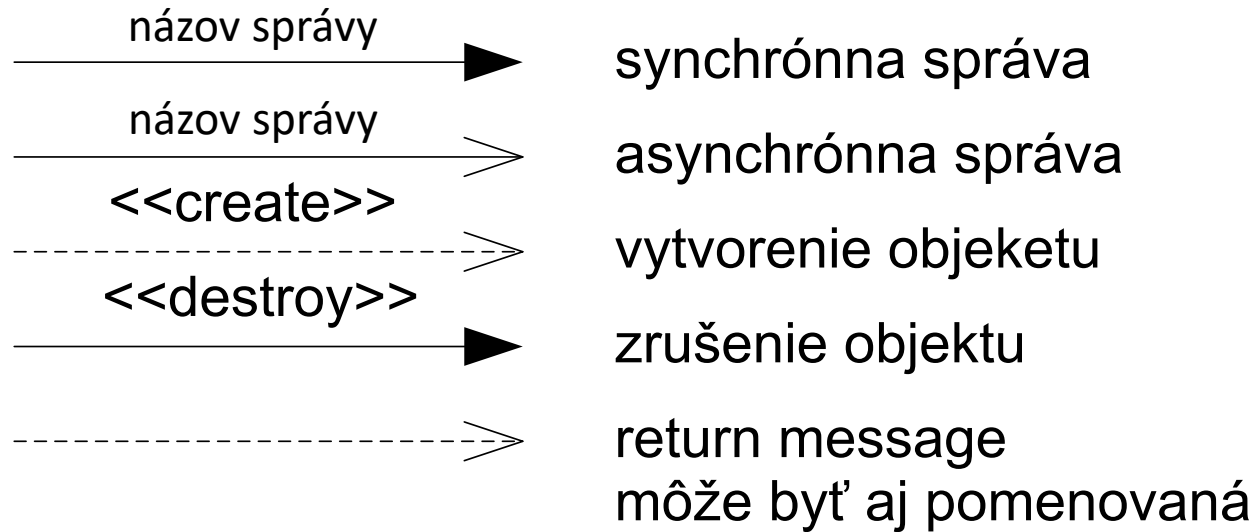 názov správy
synchrónna správa
názov správy
asynchrónna správa
<<create>>
vytvorenie objeketu
<<destroy>>
zrušenie objektu
return message
môže byť aj pomenovaná